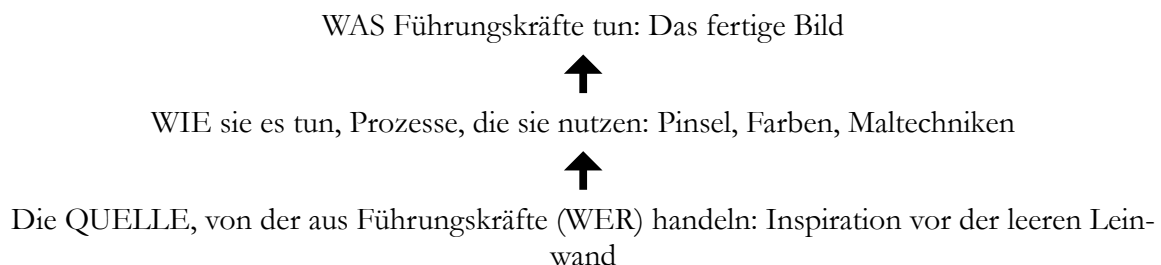 WAS Führungskräfte tun: Das fertige Bild
WIE sie es tun, Prozesse, die sie nutzen: Pinsel, Farben, Maltechniken
Die QUELLE, von der aus Führungskräfte (WER) handeln: Inspiration vor der leeren Lein-
wand